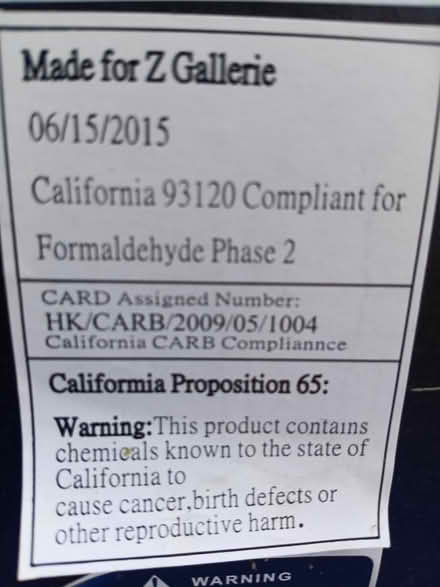 Made for Z Gallerie
06/15/2015
California 93120 Compliant for
Formaldehyde Phase 2
CARD Assigned Number:
HK/CARB/2009/05/1004
California CARB Compliannce
Califormia Proposition 65:
Warning:This product contains
chemicals known to the state of
California to
cause cancer,birth defects or
other reproductive harm.
WARNING